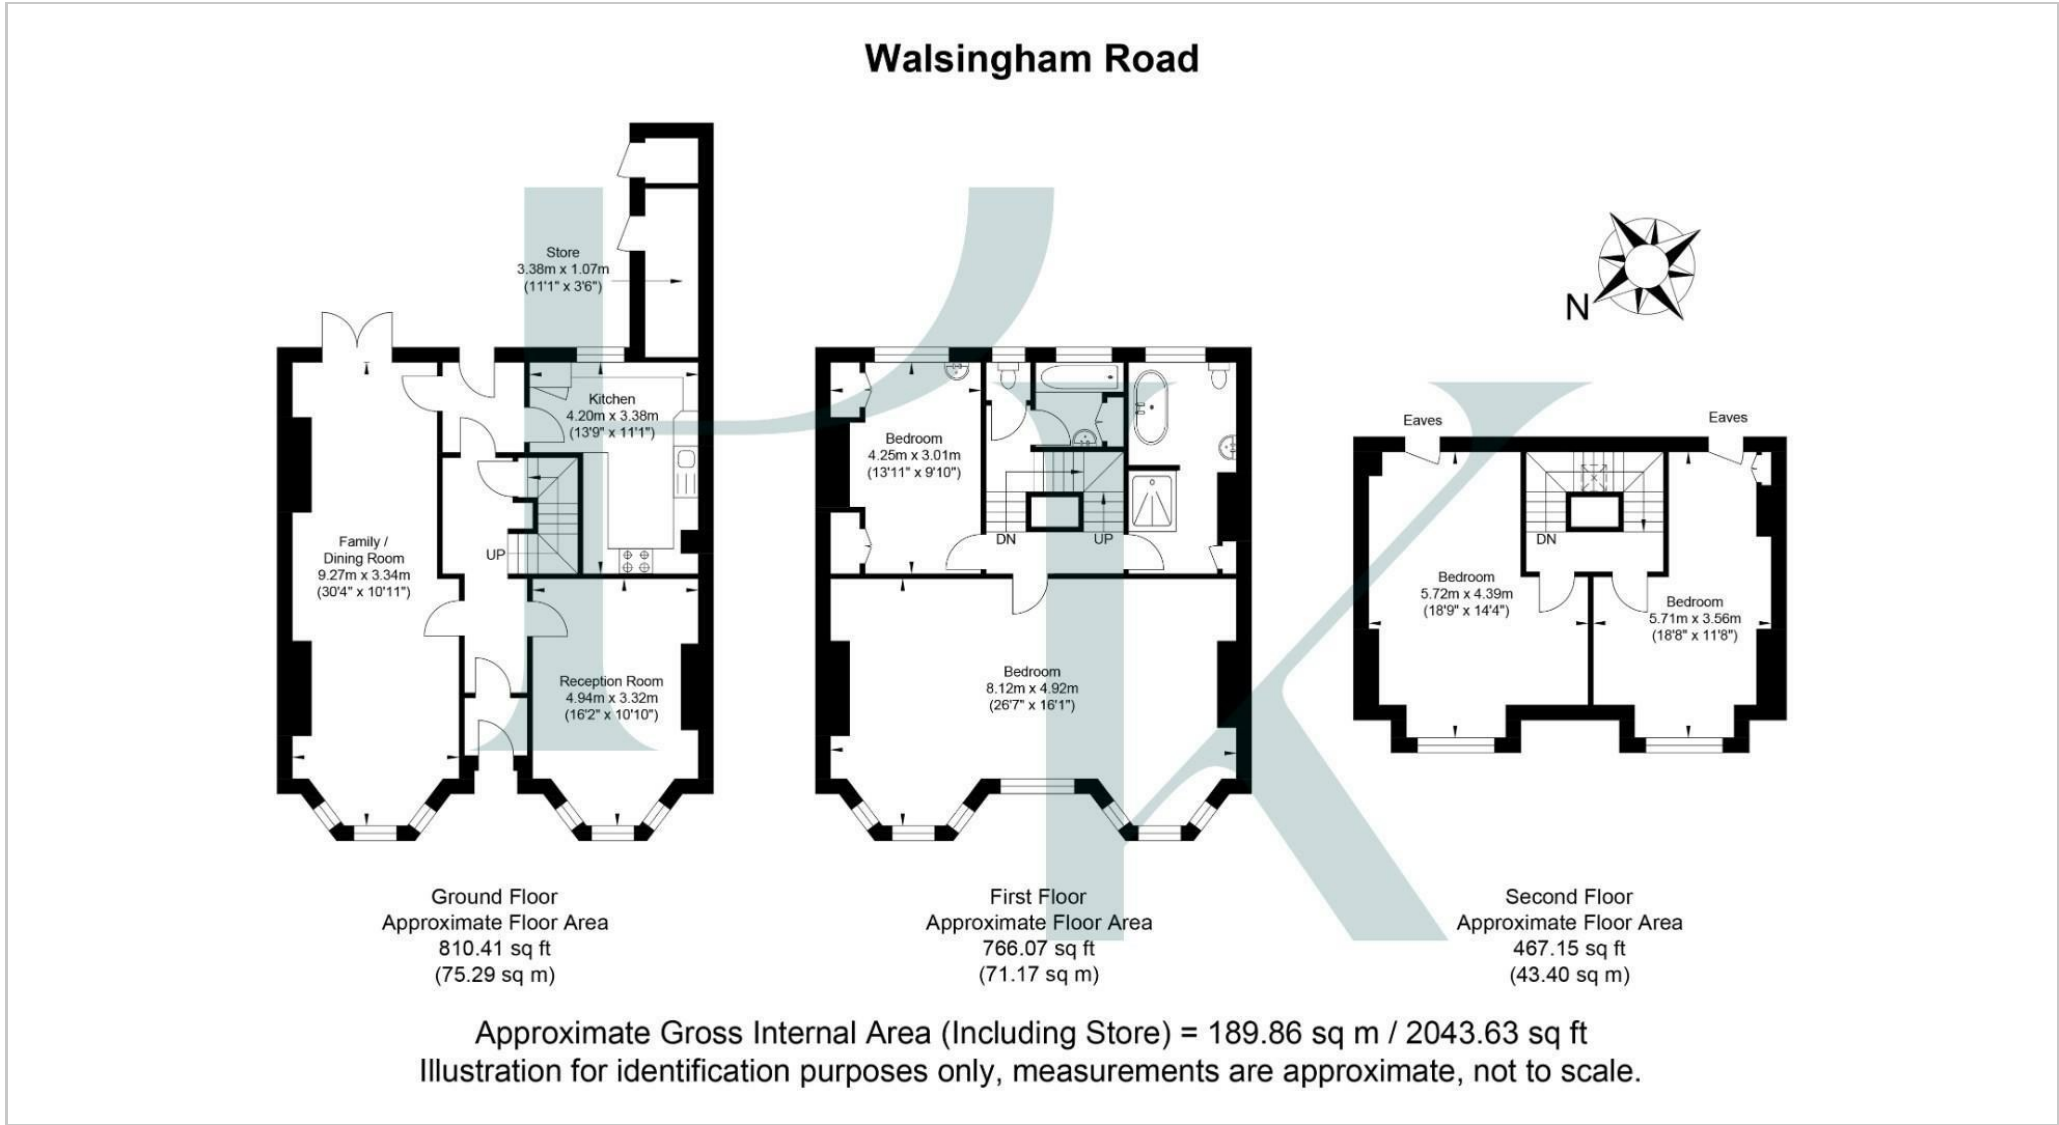 Walsingham Road
Store
3.38m x 1.07m
(11'1" x 3'6")
Kitchen
4.20m x 3.38m
(13'9" x 11'1")
Family /
Dining Room
9.27m x 3.34m
(30'4" x 10'11")
UP
Reception Room
4.94m x 3.32m
(16'2" x 10'10")
Bedroom
4.25m x 3.01m
(13'11" x 9'10")
DN
UP
Bedroom
8.12m x 4.92m
(26'7" x 16'1")
N
Eaves
Eaves
DN
Bedroom
5.72m x 4.39m
(18'9" x 14'4")
Bedroom
5.71m x 3.56m
(18'8" x 11'8")
Ground Floor
Approximate Floor Area
810.41 sq ft
(75.29 sq m)
First Floor
Approximate Floor Area
766.07 sq ft
(71.17 sq m)
Second Floor
Approximate Floor Area
467.15 sq ft
(43.40 sq m)
Approximate Gross Internal Area (Including Store) = 189.86 sq m / 2043.63 sq ft
Illustration for identification purposes only, measurements are approximate, not to scale.